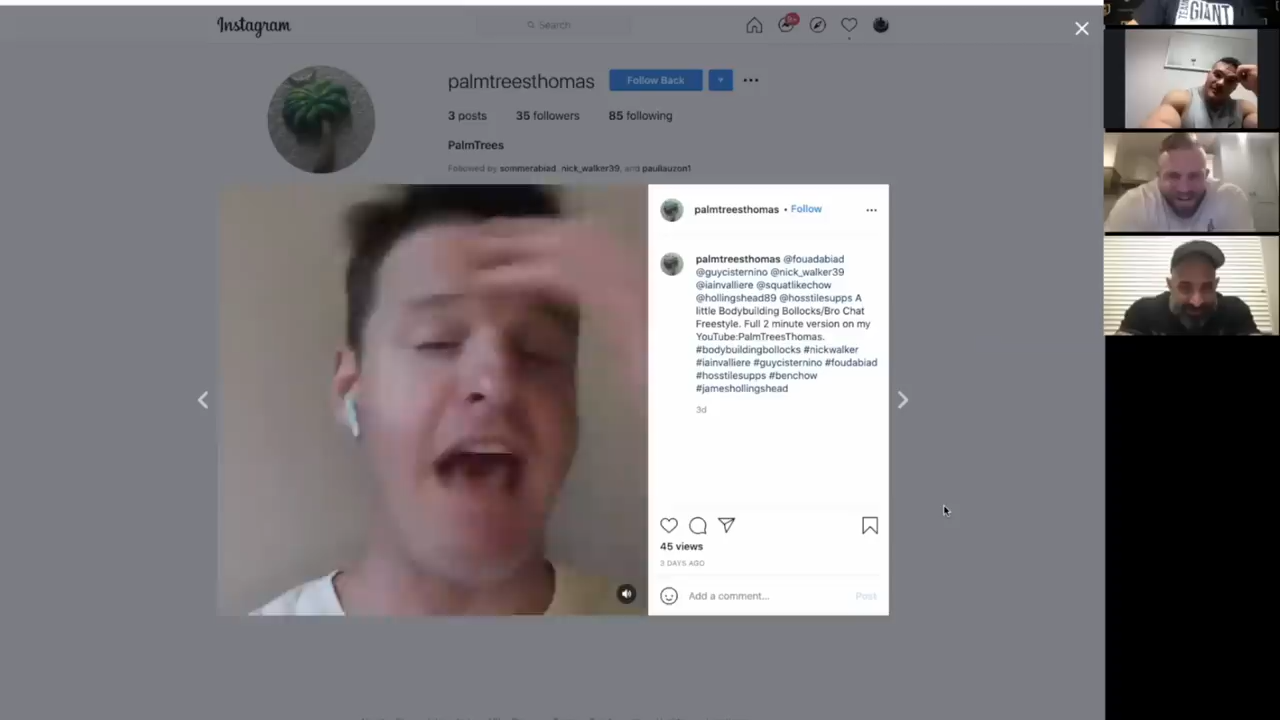 Instagram
Search
9+
TEAM
GIANT
palmtreesthomas
Follow Back
3 posts 35 followers 85 following
PalmTrees
Followed by sommerabiad, nick_walker39, and paullauzon1
palmtreesthomas • Follow
palmtreesthomas @fouadabiad
@guycisternino @nick_walker39
@iainvalliere @squatlikechow
@hollingshead89 @hosstilesupps A
little Bodybuilding Bollocks/Bro Chat
Freestyle. Full 2 minute version on my
YouTube:PalmTreesThomas.
#bodybuildingbollocks #nickwalker
#iainvalliere #guycisternino #foudabiad
#hosstilesupps #benchow
#jameshollingshead
3d
45 views
3 DAYS AGO
Add a comment... Post